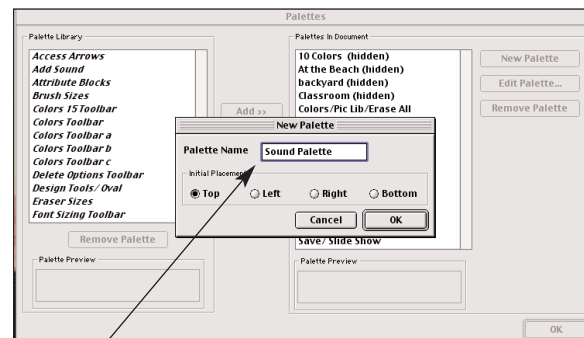 Palettes
Palette Library
Access Arrows
Add Sound
Attribute Blocks
Brush Sizes
Colors 15Toolbar
Colors Toolbar
Colors Toolbar a
Colors Toolbar b
Colors Toolbar c
Delete Options Toolbar
Design Tools/ Oval
Eraser Sizes
Font Sizing Toolbar
Remove Palette
Palette Preview
Add >>
Palettes In Document
10 Colors (hidden)
At the Beach (hidden)
backyard (hidden)
Classroom (hidden)
Colors/Pic Lib/Erase All
Save/ Slide Show
Palette Preview
New Palette
Edit Palette...
Remove Palette
OK
New Palette
Palette Name
Sound Palette
Initial Placement
Top
Left
Right
Bottom
Cancel
OK